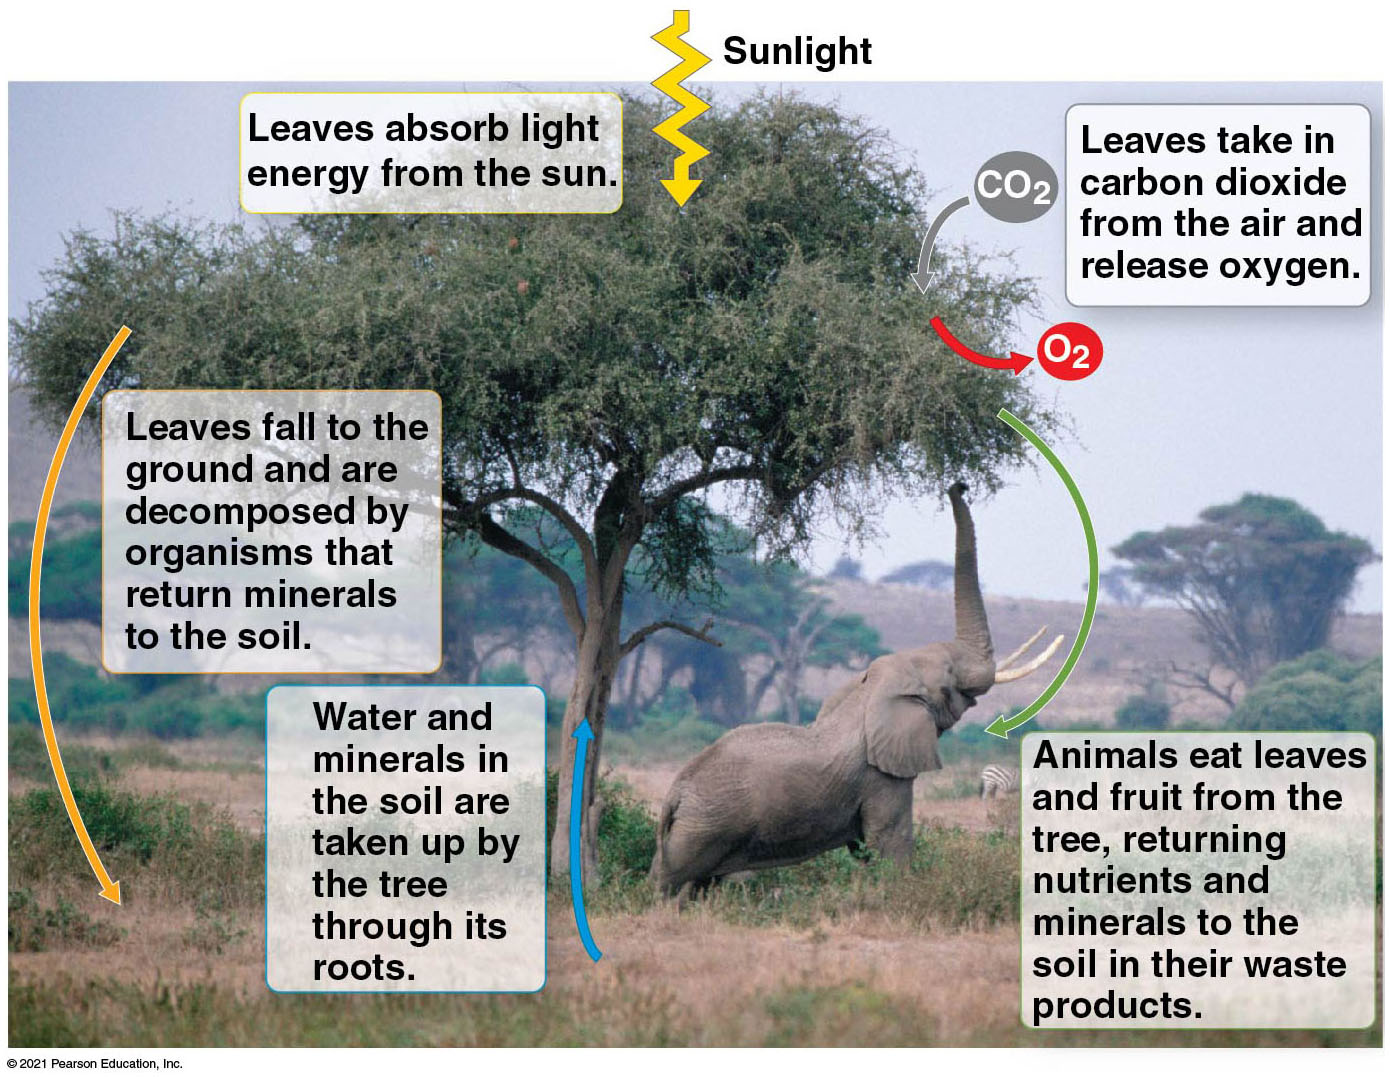 Sunlight
Leaves absorb light
energy from the sun.
CO2
Leaves take in
carbon dioxide
from the air and
release oxygen.
O2
Leaves fall to the
ground and are
decomposed by
organisms that
return minerals
to the soil.
Water and
minerals in
the soil are
taken up by
the tree
through its
roots.
Animals eat leaves
and fruit from the
tree, returning
nutrients and
minerals to the
soil in their waste
products.
© 2021 Pearson Education, Inc.